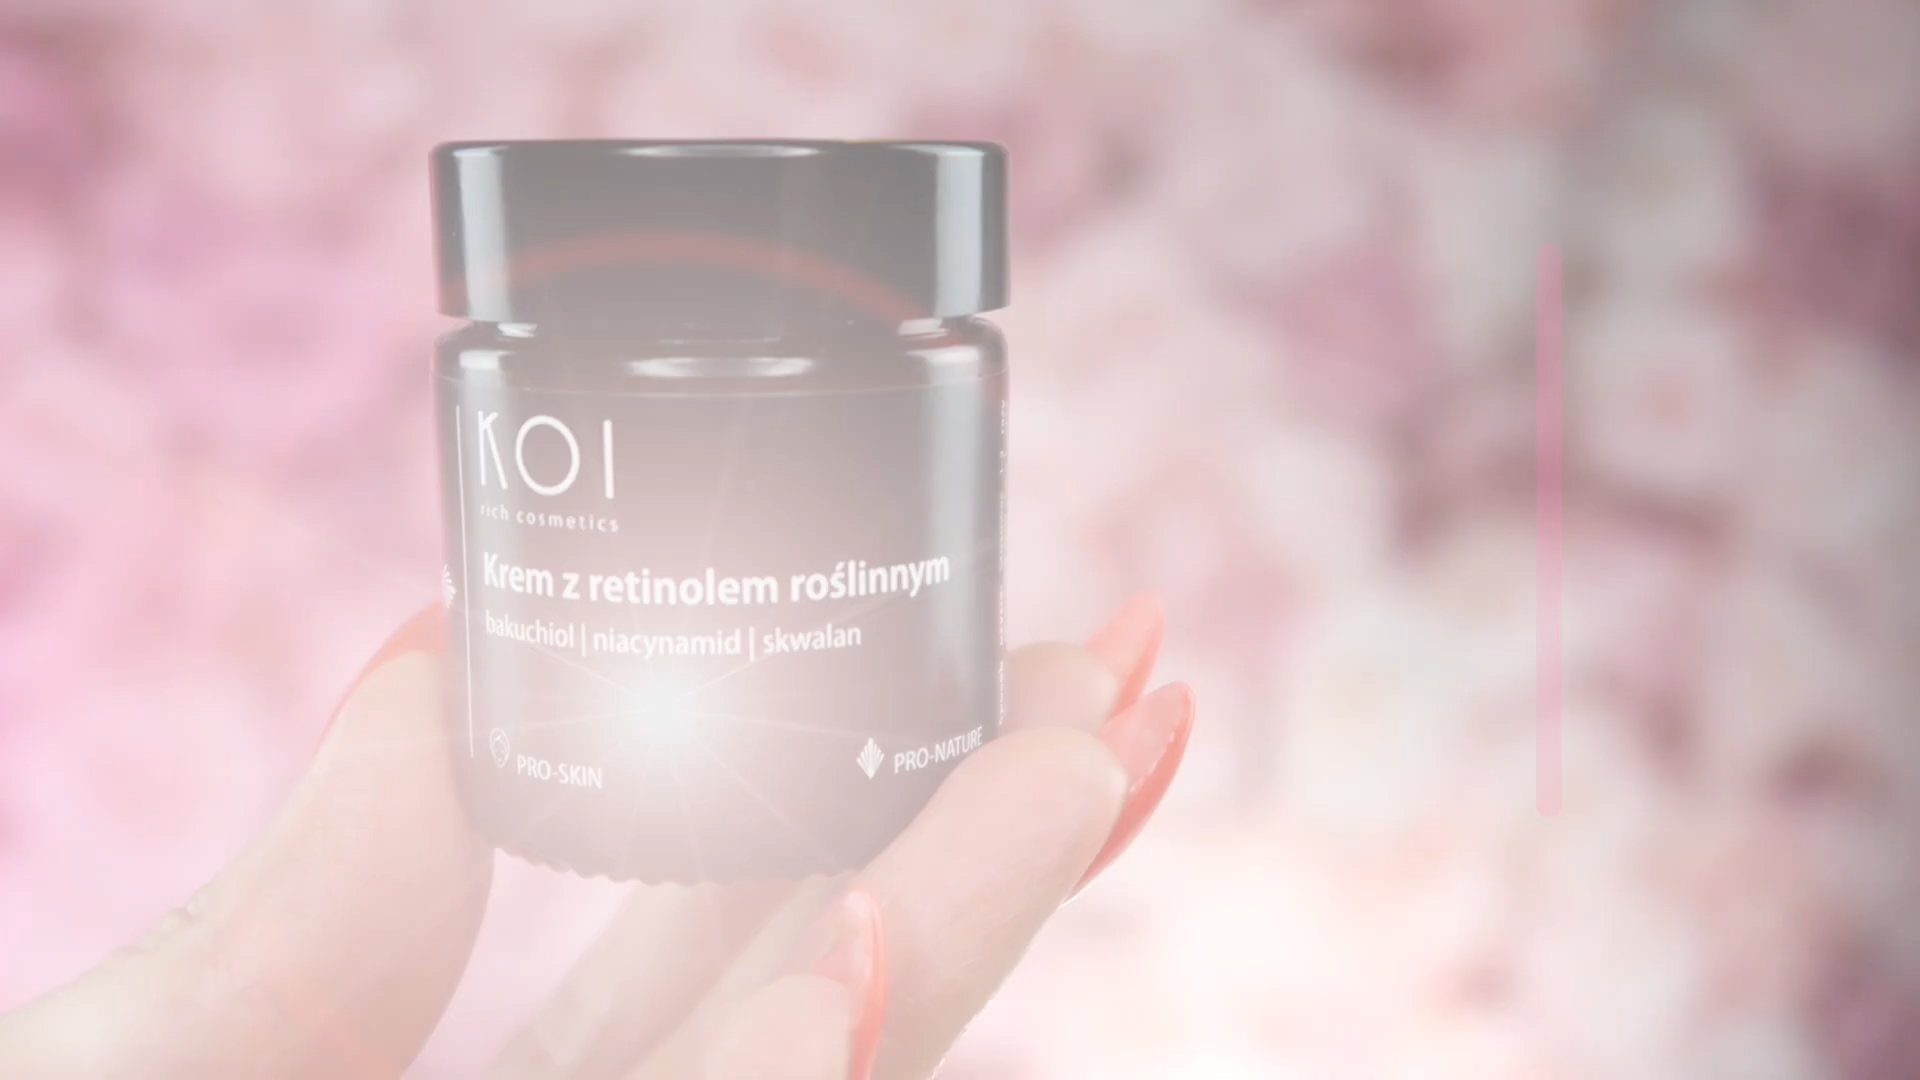 KOI
rich cosmetics
Krem z retinolem roślinnym
bakuchiol | niacynamid | skwalan
PRO-SKIN
PRO-NATURE